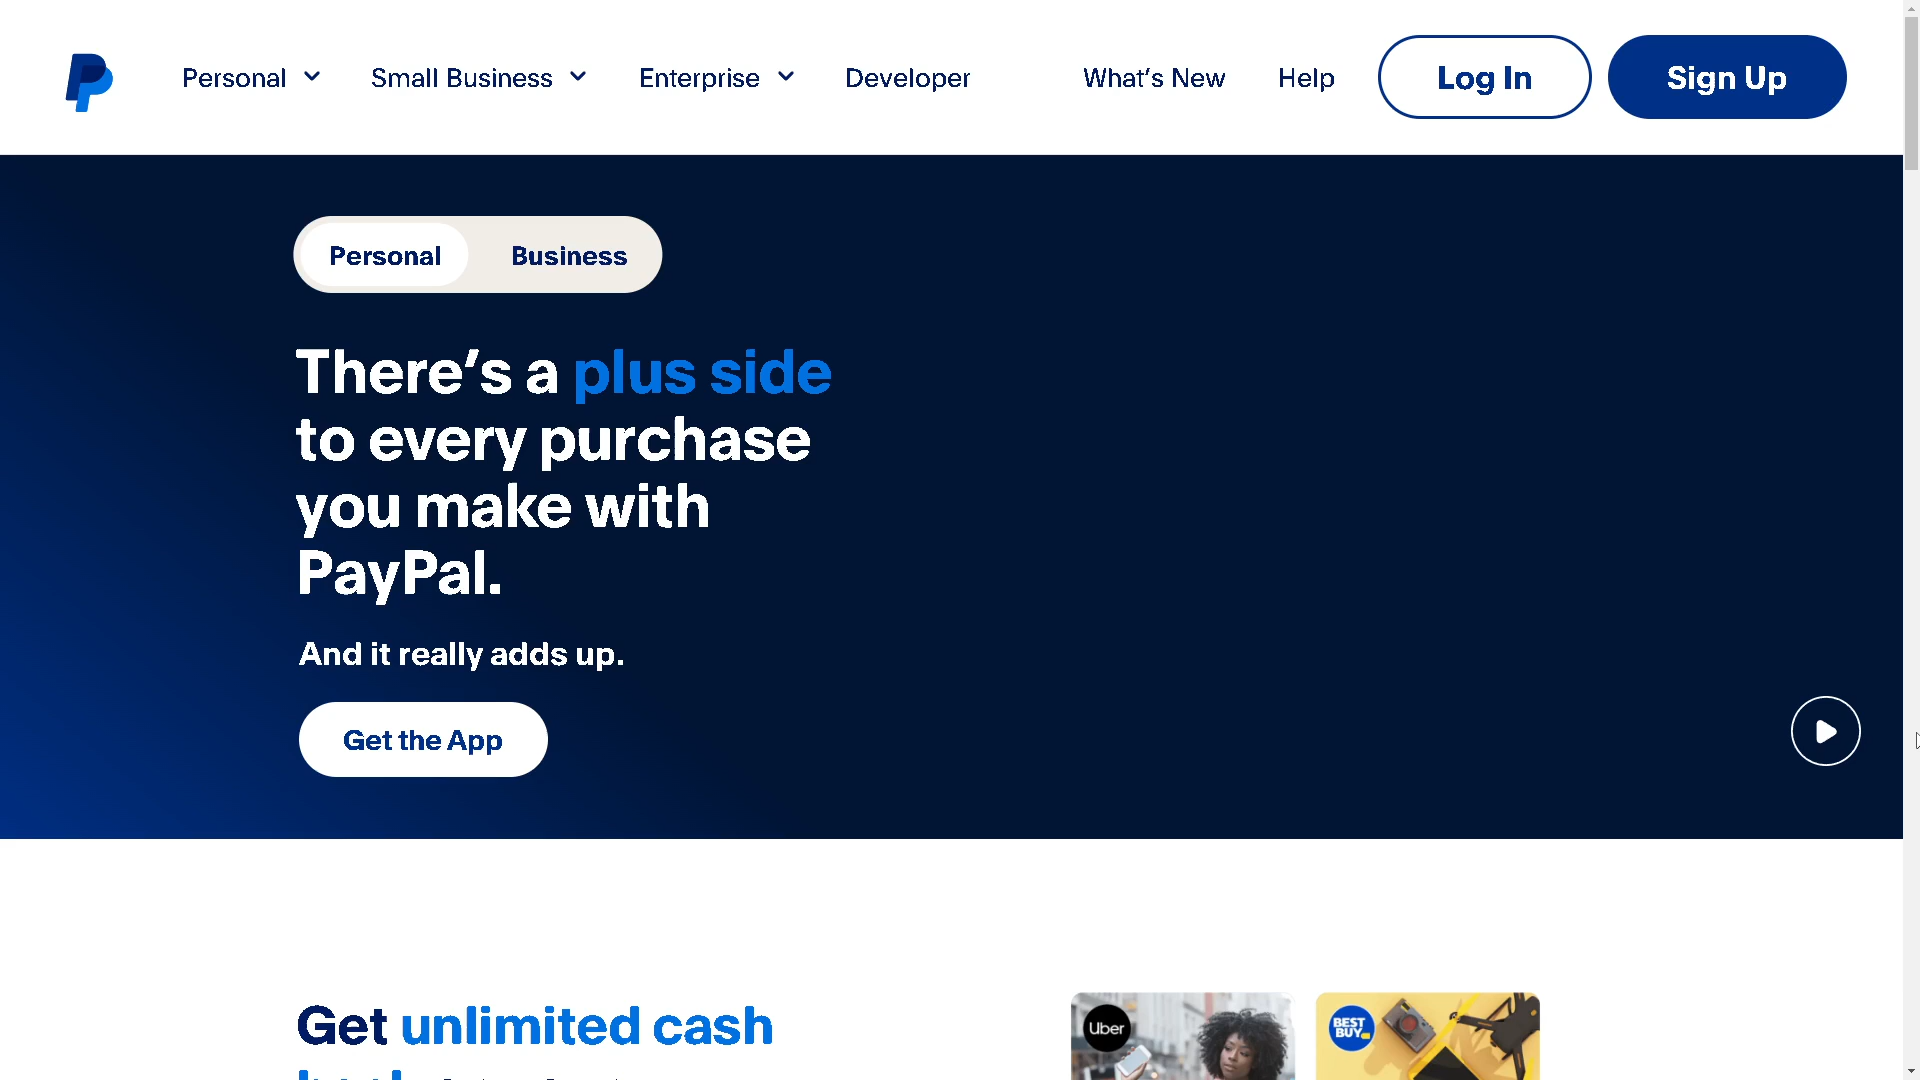 Personal Small Business Enterprise Developer What's New Help Log In Sign Up
Personal Business
There's a plus side
to every purchase
you make with
PayPal.
And it really adds up.
Get the App
Get unlimited cash
Uber
BEST
BUY